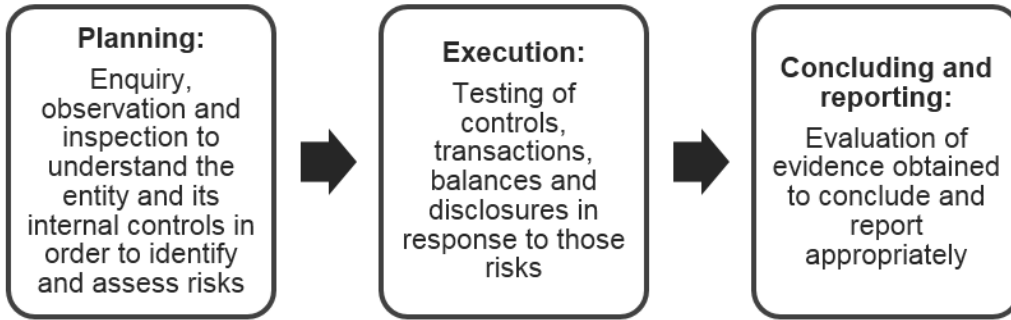 Planning:
Enquiry,
observation and
inspection to
understand the
entity and its
internal controls in
order to identify
and assess risks
Execution:
Testing of
controls,
transactions,
balances and
disclosures in
response to those
risks
Concluding and
reporting:
Evaluation of
evidence obtained
to conclude and
report
appropriately